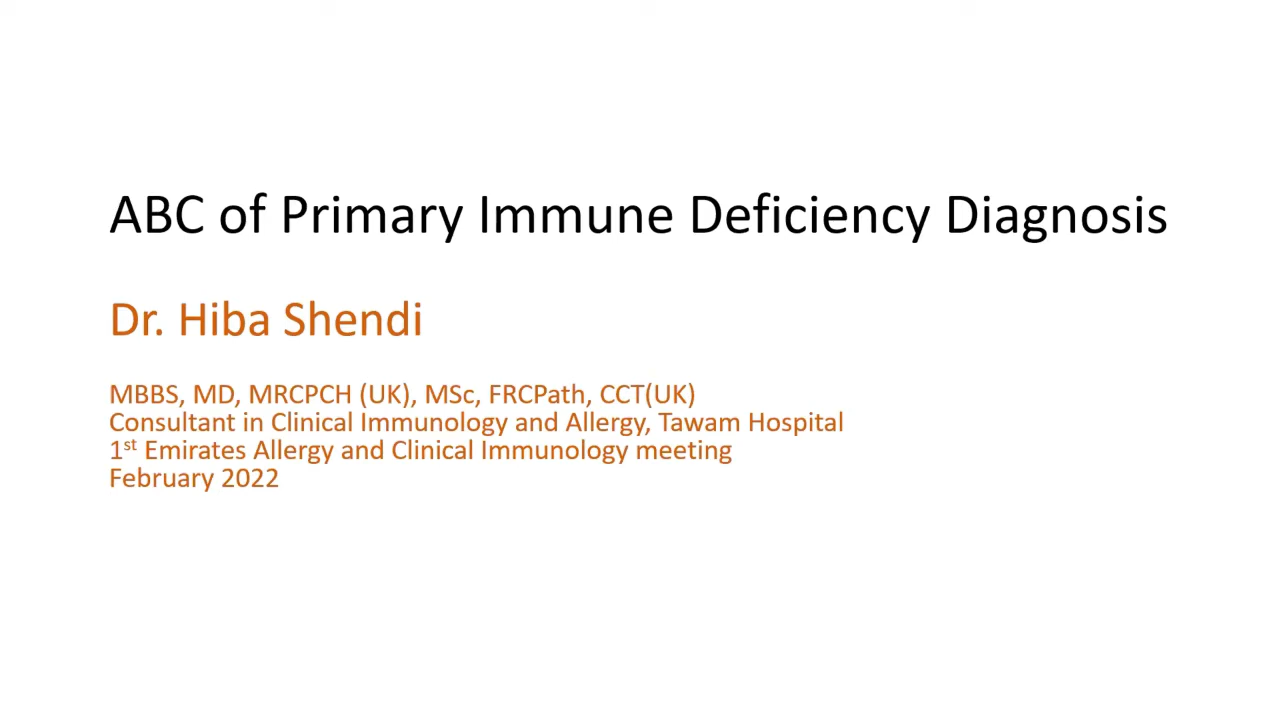 ABC of Primary Immune Deficiency Diagnosis
Dr. Hiba Shendi
MBBS, MD, MRCPCH (UK), MSc, FRCPath, CCT(UK)
Consultant in Clinical Immunology and Allergy, Tawam Hospital
1st Emirates Allergy and Clinical Immunology meeting
February 2022